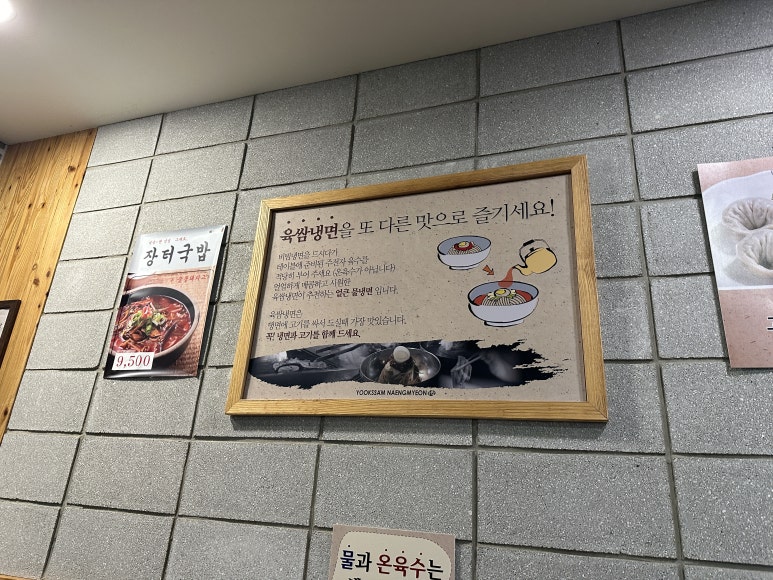 장터국밥
9,500
육쌈냉면을 또 다른 맛으로 즐기세요!
비빔냉면을 드시다가
테이블에 준비된 주전자 육수를
적당히 부어 주세요 (온육수가 아닙니다)
얼얼하게 매콤하고 시원한
육쌈냉면이 추천하는 얼큰 물냉면 입니다.
육쌈냉면은
냉면에 고기를 싸서 드실때 가장 맛있습니다.
꼭! 냉면과 고기를 함께 드세요.
YOOKSSAM NAENGMYEON
물과 온육수는